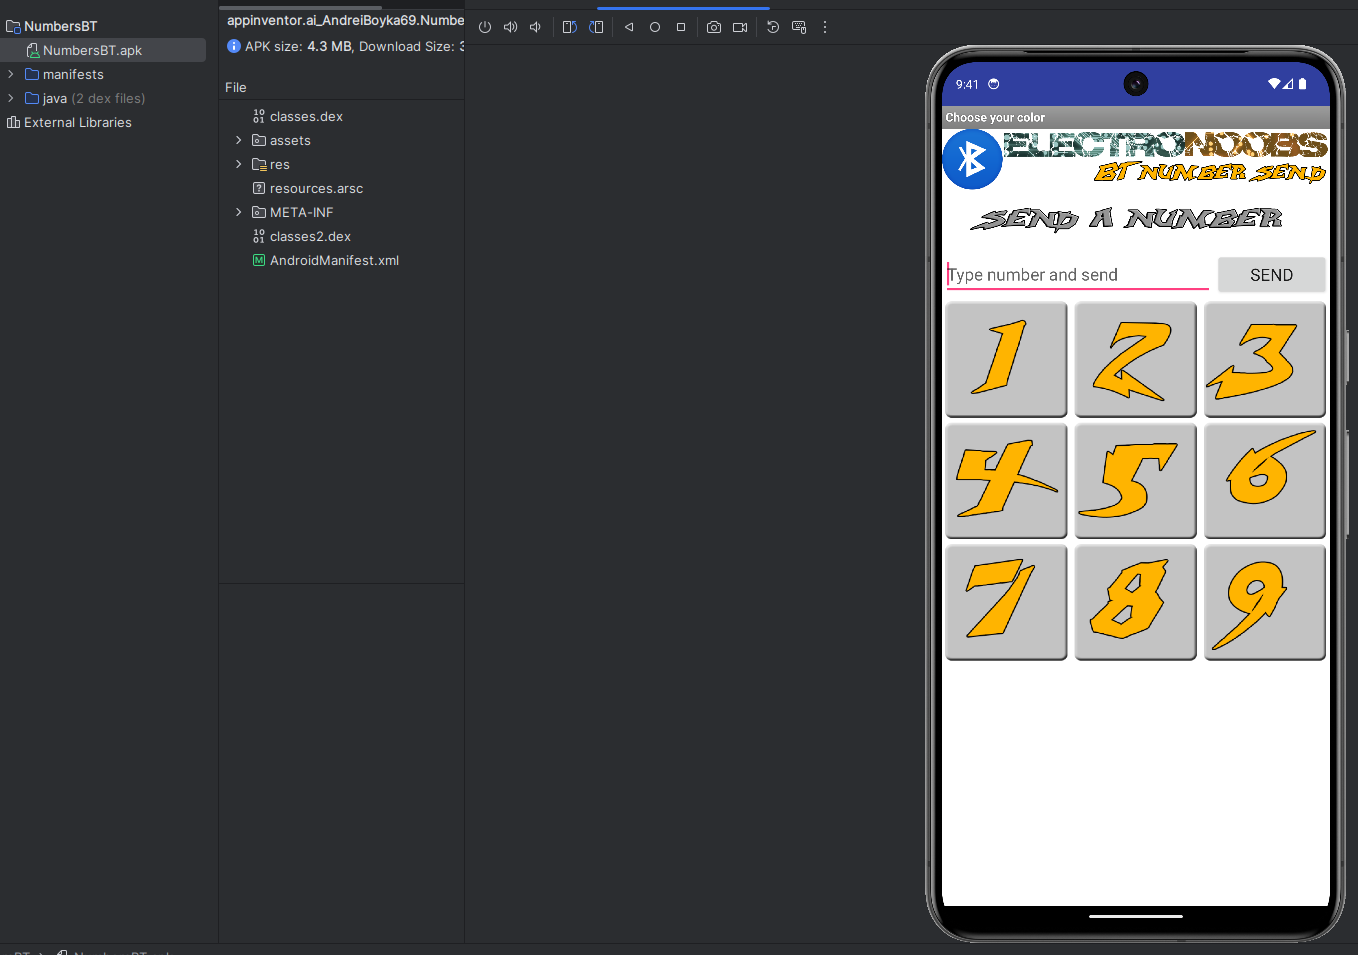 NumbersBT
NumbersBT.apk
manifests
java (2 dex files)
External Libraries
appinventor.ai_AndreiBoyka69.Numbe
APK size: 4.3 MB, Download Size: 3
File
classes.dex
assets
res
resources.arsc
META-INF
classes2.dex
AndroidManifest.xml
9:41
Choose your color
ELECTRONOOBS
BT NUMBER SEND
SEND A NUMBER
Type number and send
SEND
1 2 3
4 5 6
7 8 9